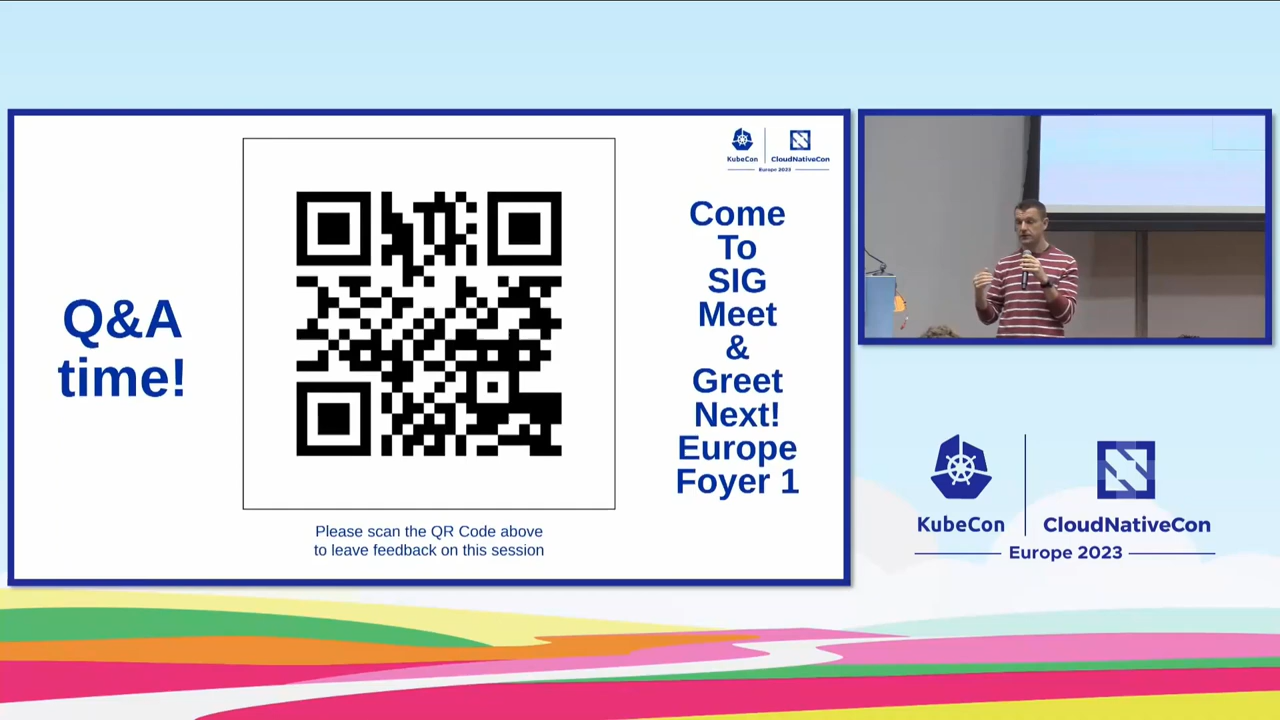 Q&A
time!
Please scan the QR Code above
to leave feedback on this session
KubeCon
CloudNativeCon
Europe 2023
Come
To
SIG
Meet
&
Greet
Next!
Europe
Foyer 1
KubeCon
CloudNativeCon
Europe 2023